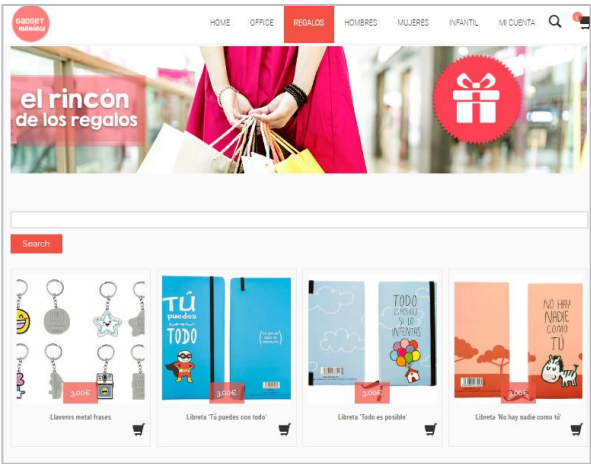 GADGET
maniacs
HOME
OFFICE
REGALOS
HOMBRES
MUJERES
INFANTIL
MI CUENTA
el rincón
de los regalos
Search
TÚ
puedes
TODO
TODO
ES POSIBLE
SI LO
INTENTAS
NO HAY
NADIE
COMO
TÚ
3,00€
3,00€
3,00€
3,00€
Llaveros metal frases
Libreta 'Tú puedes con todo'
Libreta 'Todo es posible'
Libreta 'No hay nadie como tú'